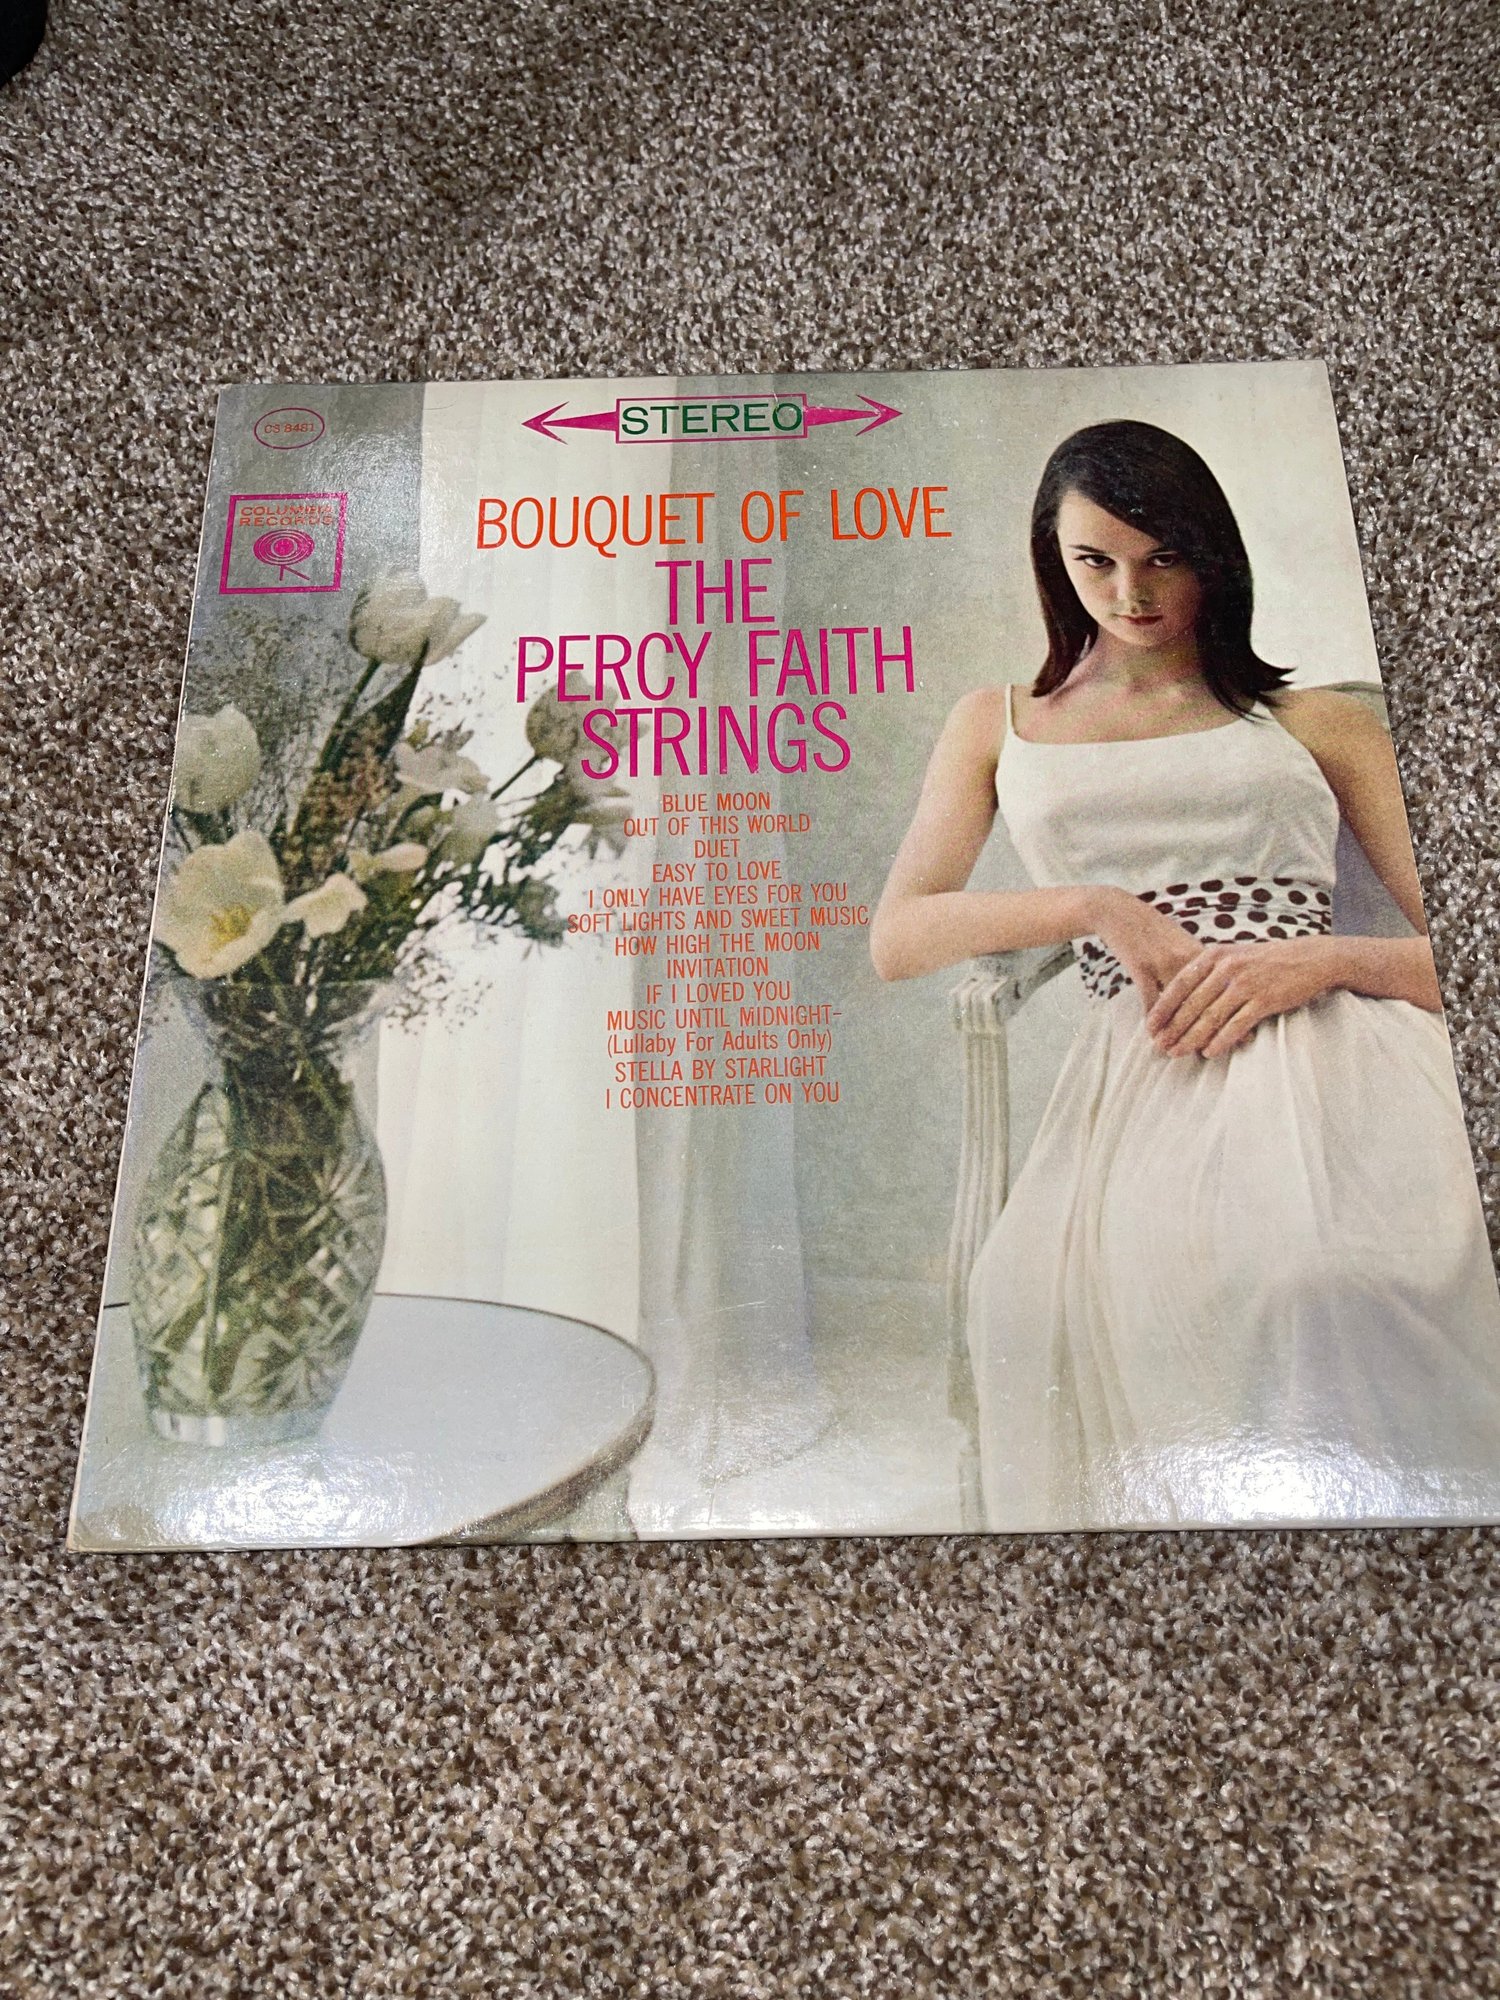 CS 8481
STEREO
COLUMBIA
RECORDS
BOUQUET OF LOVE
THE
PERCY FAITH
STRINGS
BLUE MOON
OUT OF THIS WORLD
DUET
EASY TO LOVE
I ONLY HAVE EYES FOR YOU
SOFT LIGHTS AND SWEET MUSIC
HOW HIGH THE MOON
INVITATION
IF I LOVED YOU
MUSIC UNTIL MIDNIGHT-
(Lullaby For Adults Only)
STELLA BY STARLIGHT
I CONCENTRATE ON YOU